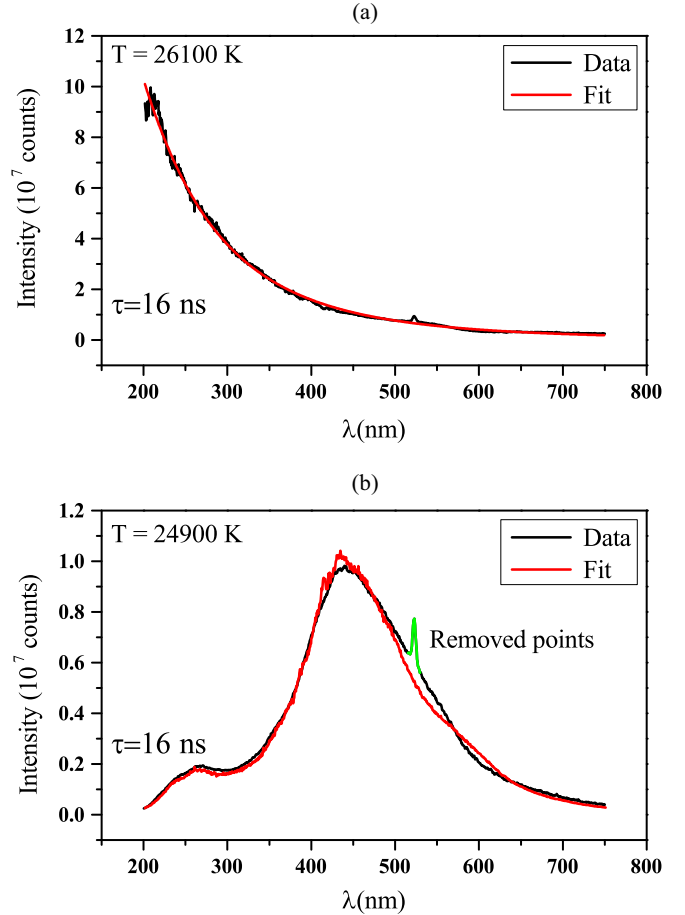 (a)
T = 26100 K
Data
Fit
12
10
8
6
4
2
0
Intensity (10^7 counts)
τ=16 ns
200 300 400 500 600 700 800
λ(nm)
(b)
T = 24900 K
Data
Fit
1.2
1.0
0.8
0.6
0.4
0.2
0.0
Intensity (10^7 counts)
Removed points
τ=16 ns
200 300 400 500 600 700 800
λ(nm)